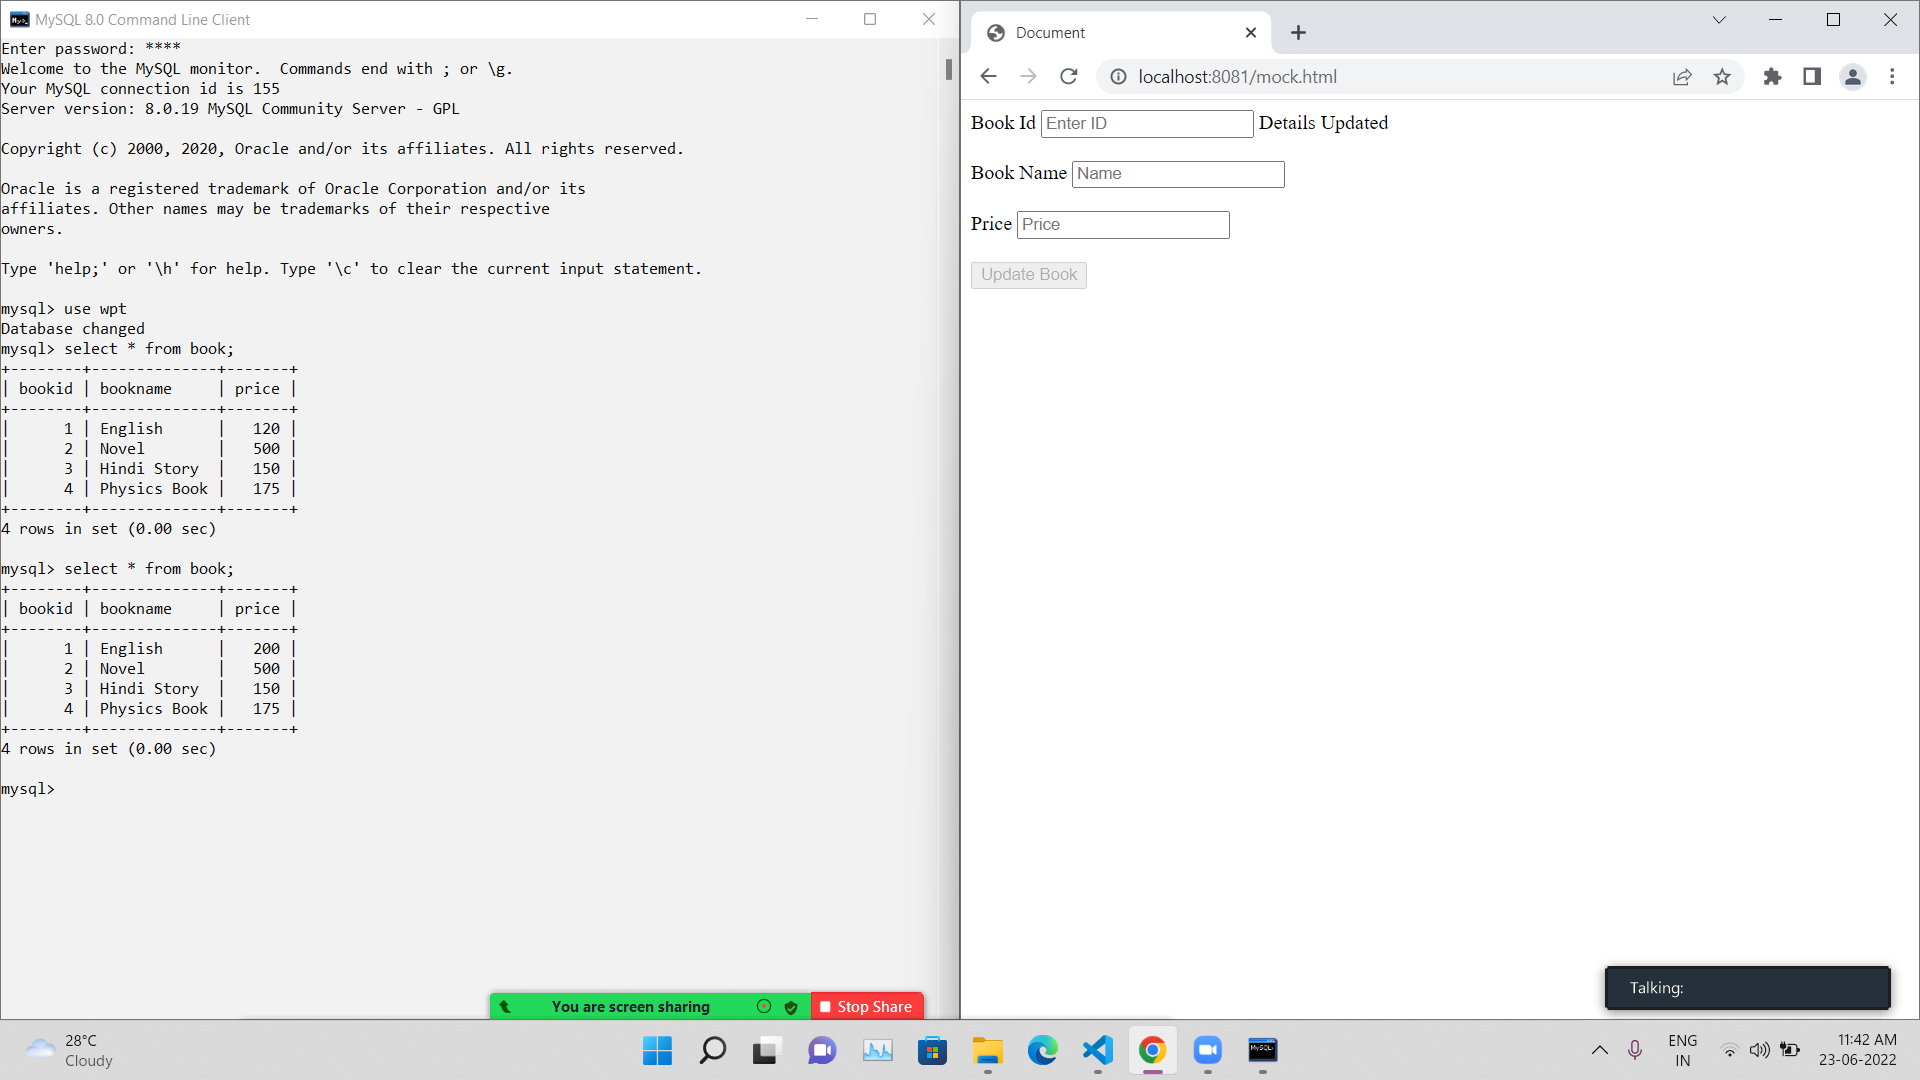 MySQL 8.0 Command Line Client
Enter password: ****
Welcome to the MySQL monitor.  Commands end with ; or \g.
Your MySQL connection id is 155
Server version: 8.0.19 MySQL Community Server - GPL
Copyright (c) 2000, 2020, Oracle and/or its affiliates. All rights reserved.
Oracle is a registered trademark of Oracle Corporation and/or its
affiliates. Other names may be trademarks of their respective
owners.
Type 'help;' or '\h' for help. Type '\c' to clear the current input statement.
mysql> use wpt
Database changed
mysql> select * from book;
+--------+--------------+-------+
| bookid | bookname     | price |
+--------+--------------+-------+
|      1 | English      |   120 |
|      2 | Novel        |   500 |
|      3 | Hindi Story  |   150 |
|      4 | Physics Book |   175 |
+--------+--------------+-------+
4 rows in set (0.00 sec)
mysql> select * from book;
+--------+--------------+-------+
| bookid | bookname     | price |
+--------+--------------+-------+
|      1 | English      |   200 |
|      2 | Novel        |   500 |
|      3 | Hindi Story  |   150 |
|      4 | Physics Book |   175 |
+--------+--------------+-------+
4 rows in set (0.00 sec)
mysql>
You are screen sharing
Stop Share
Document
localhost:8081/mock.html
Book Id Enter ID Details Updated
Book Name Name
Price Price
Update Book
Talking:
28°C
Cloudy
MySQL
ENG
IN
11:42 AM
23-06-2022